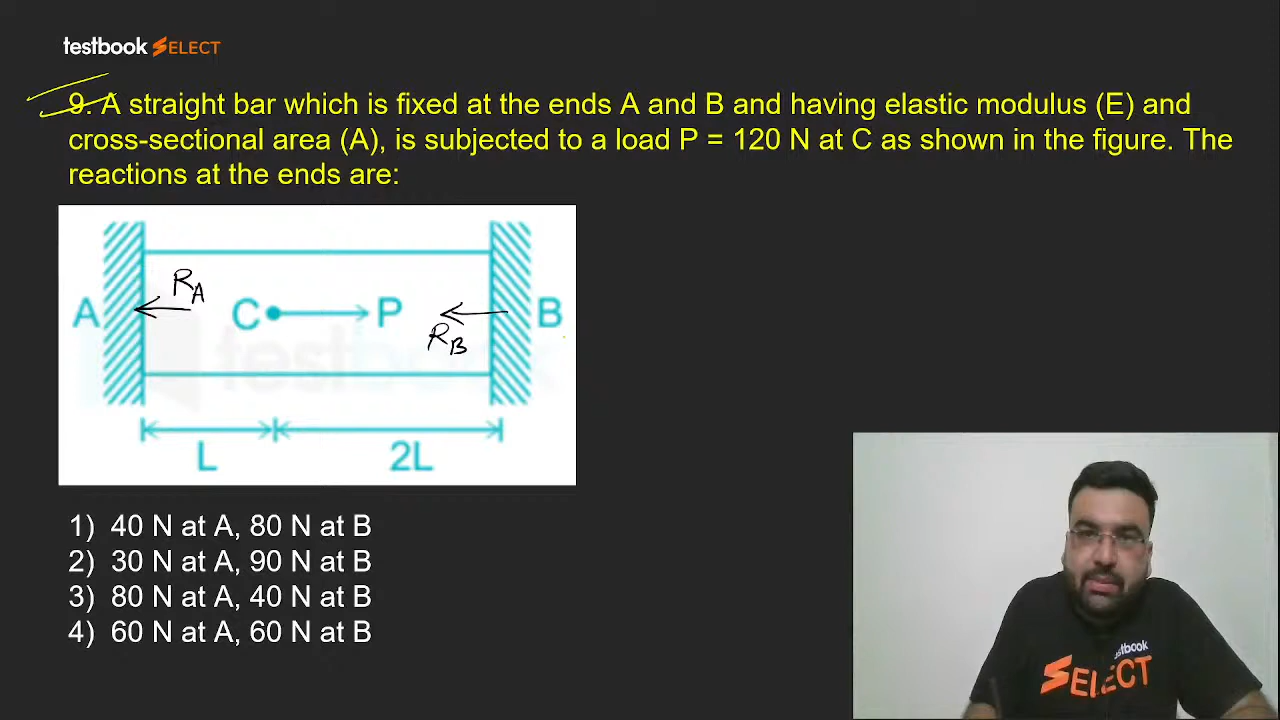 testbook SELECT
9. A straight bar which is fixed at the ends A and B and having elastic modulus (E) and
cross-sectional area (A), is subjected to a load P = 120 N at C as shown in the figure. The
reactions at the ends are:
RA
A
C
P
B
RB
testbook
L
2L
1) 40 N at A, 80 N at B
2) 30 N at A, 90 N at B
3) 80 N at A, 40 N at B
4) 60 N at A, 60 N at B
testbook
SELECT